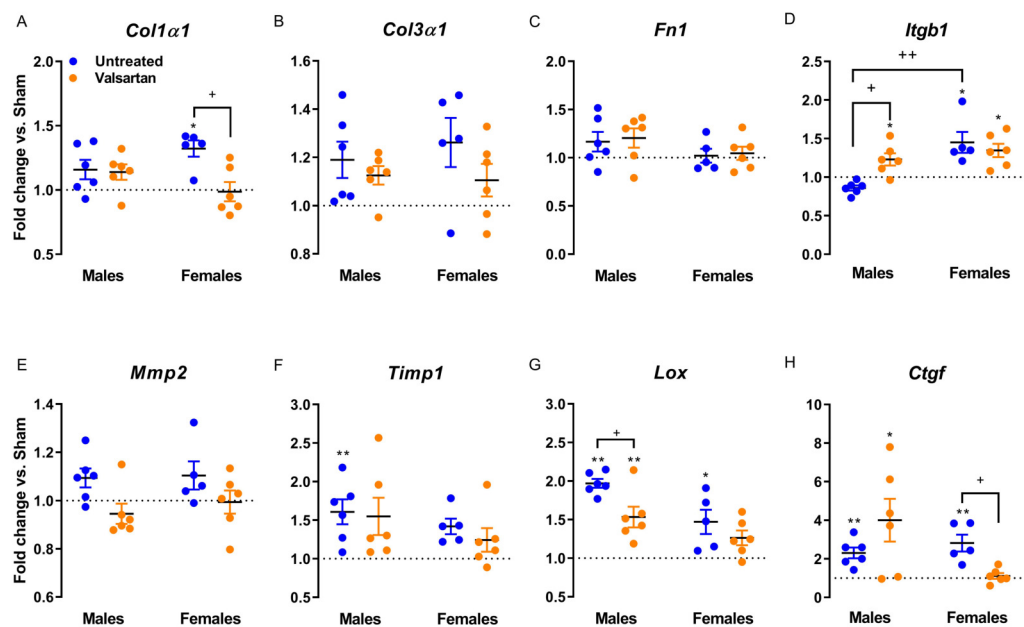 A
Col1α1
Untreated
Valsartan
Fold change vs. Sham
2.0
1.5
1.0
0.5
*
+
Males
Females
B
Col3α1
1.6
1.4
1.2
1.0
0.8
Males
Females
C
Fn1
2.0
1.5
1.0
0.5
0.0
Males
Females
D
Itgb1
2.5
2.0
1.5
1.0
0.5
0.0
++
+
*
*
*
Males
Females
E
Mmp2
Fold change vs. Sham
1.4
1.2
1.0
0.8
0.6
Males
Females
F
Timp1
3.0
2.5
2.0
1.5
1.0
0.5
**
Males
Females
G
Lox
3.0
2.5
2.0
1.5
1.0
0.5
+
**
**
*
Males
Females
H
Ctgf
10
8
6
4
2
0
**
*
**
+
Males
Females